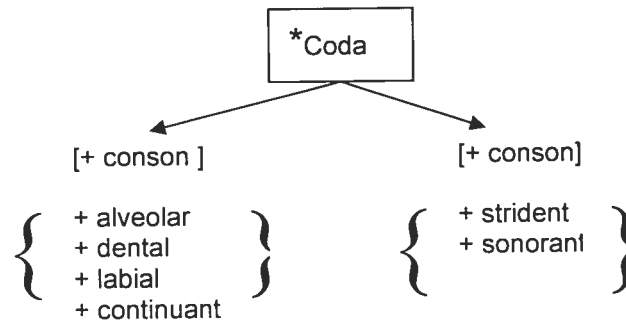 *Coda
[+ conson ]
+ alveolar
+ dental
+ labial
+ continuant
[+ conson]
+ strident
+ sonorant